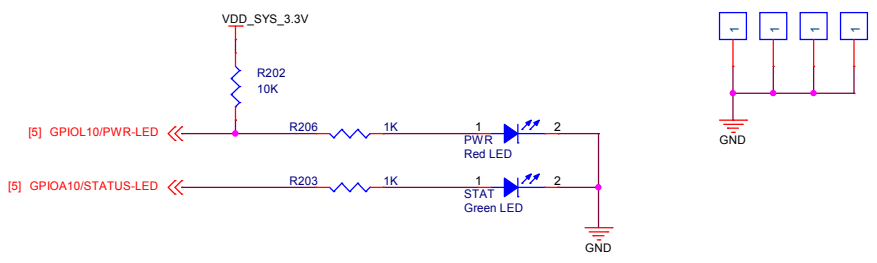 VDD_SYS_3.3V
1 1 1 1
R202
10K
GND
[5] GPIOL10/PWR-LED
R206 1K
1 2
PWR
Red LED
[5] GPIOA10/STATUS-LED
R203 1K
1 2
STAT
Green LED
GND